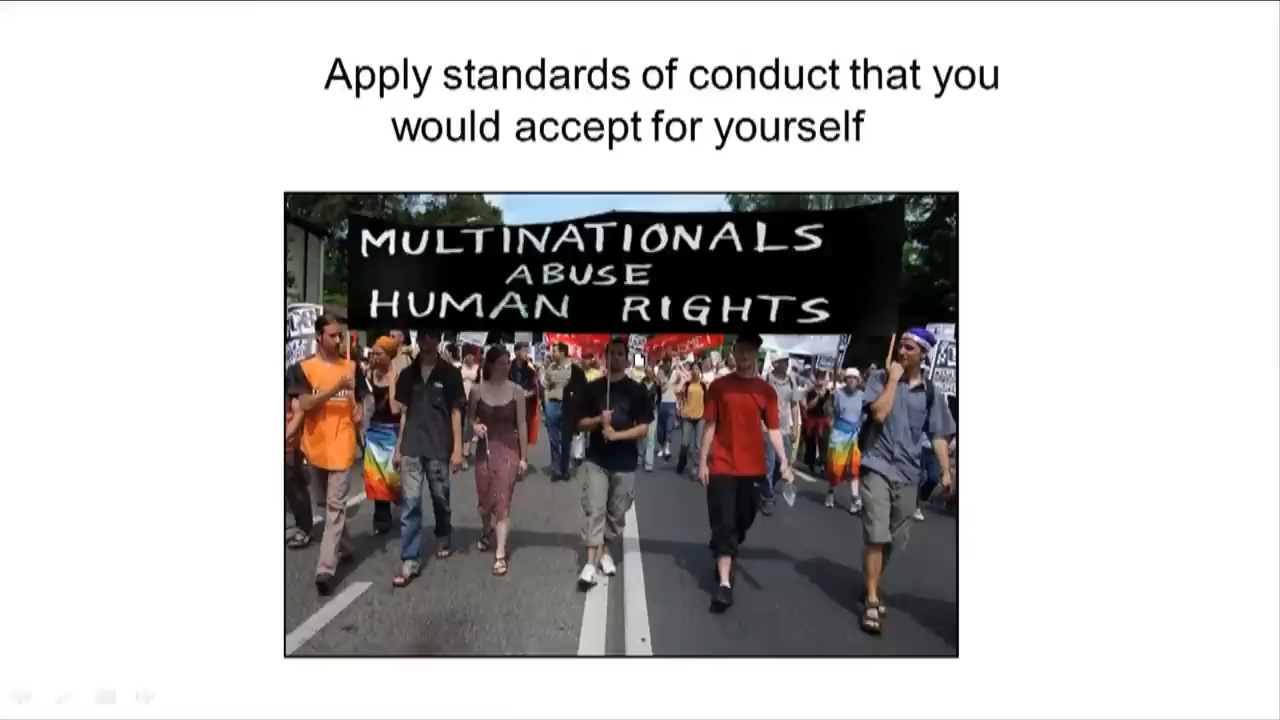 Apply standards of conduct that you
would accept for yourself
MULTINATIONALS
ABUSE
HUMAN RIGHTS